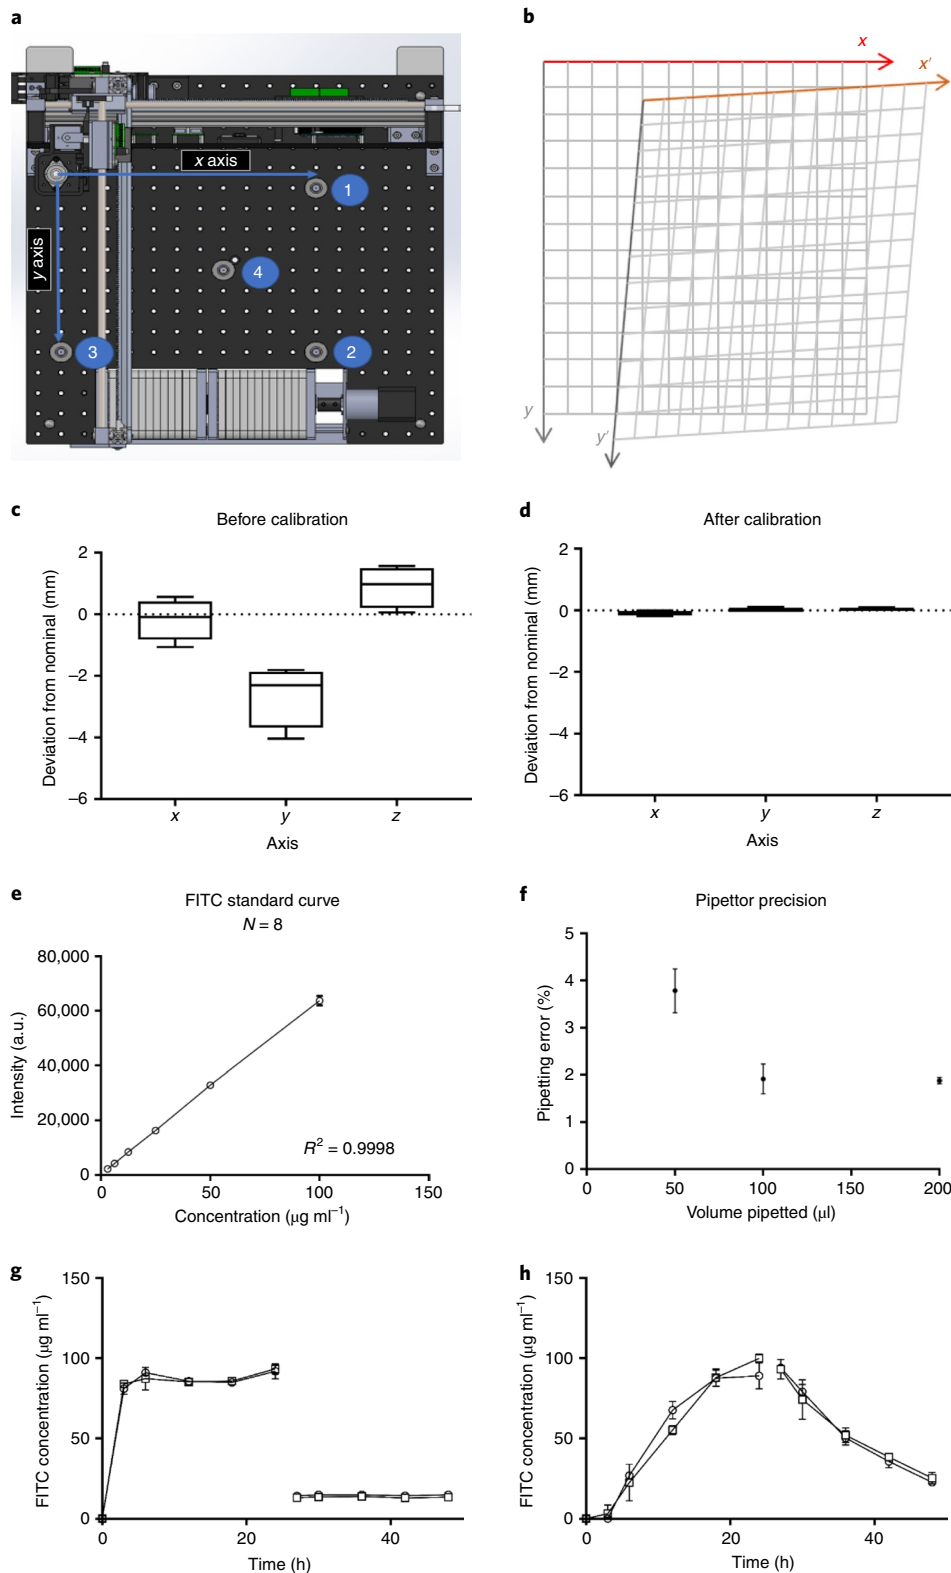 a
x axis
y axis
1
2
3
4
b
x
x′
y
y′
c
Before calibration
Deviation from nominal (mm)
2
0
–2
–4
–6
x
y
z
Axis
d
After calibration
Deviation from nominal (mm)
2
0
–2
–4
–6
x
y
z
Axis
e
FITC standard curve
N = 8
Intensity (a.u.)
80,000
60,000
40,000
20,000
0
R² = 0.9998
0
50
100
150
Concentration (µg ml⁻¹)
f
Pipettor precision
Pipetting error (%)
5
4
3
2
1
0
0
50
100
150
200
Volume pipetted (µl)
g
FITC concentration (µg ml⁻¹)
150
100
50
0
0
20
40
Time (h)
h
FITC concentration (µg ml⁻¹)
150
100
50
0
0
20
40
Time (h)